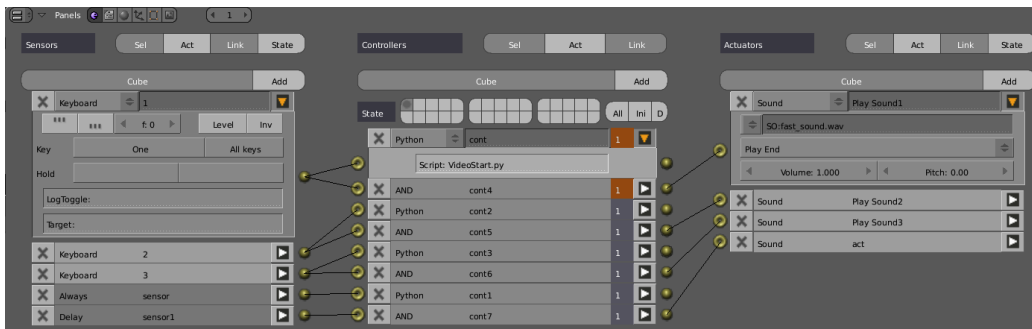 Panels 1
Sensors Sel Act Link State
Cube Add
Keyboard 1
f: 0 Level Inv
Key One All keys
Hold
LogToggle:
Target:
Keyboard 2
Keyboard 3
Always sensor
Delay sensor1
Controllers Sel Act Link
Cube Add
State All Ini D
Python cont 1
Script: VideoStart.py
AND cont4 1
Python cont2 1
AND cont5 1
Python cont3 1
AND cont6 1
Python cont1 1
AND cont7 1
Actuators Sel Act Link State
Cube Add
Sound Play Sound1
SO:fast_sound.wav
Play End
Volume: 1.000 Pitch: 0.00
Sound Play Sound2
Sound Play Sound3
Sound act